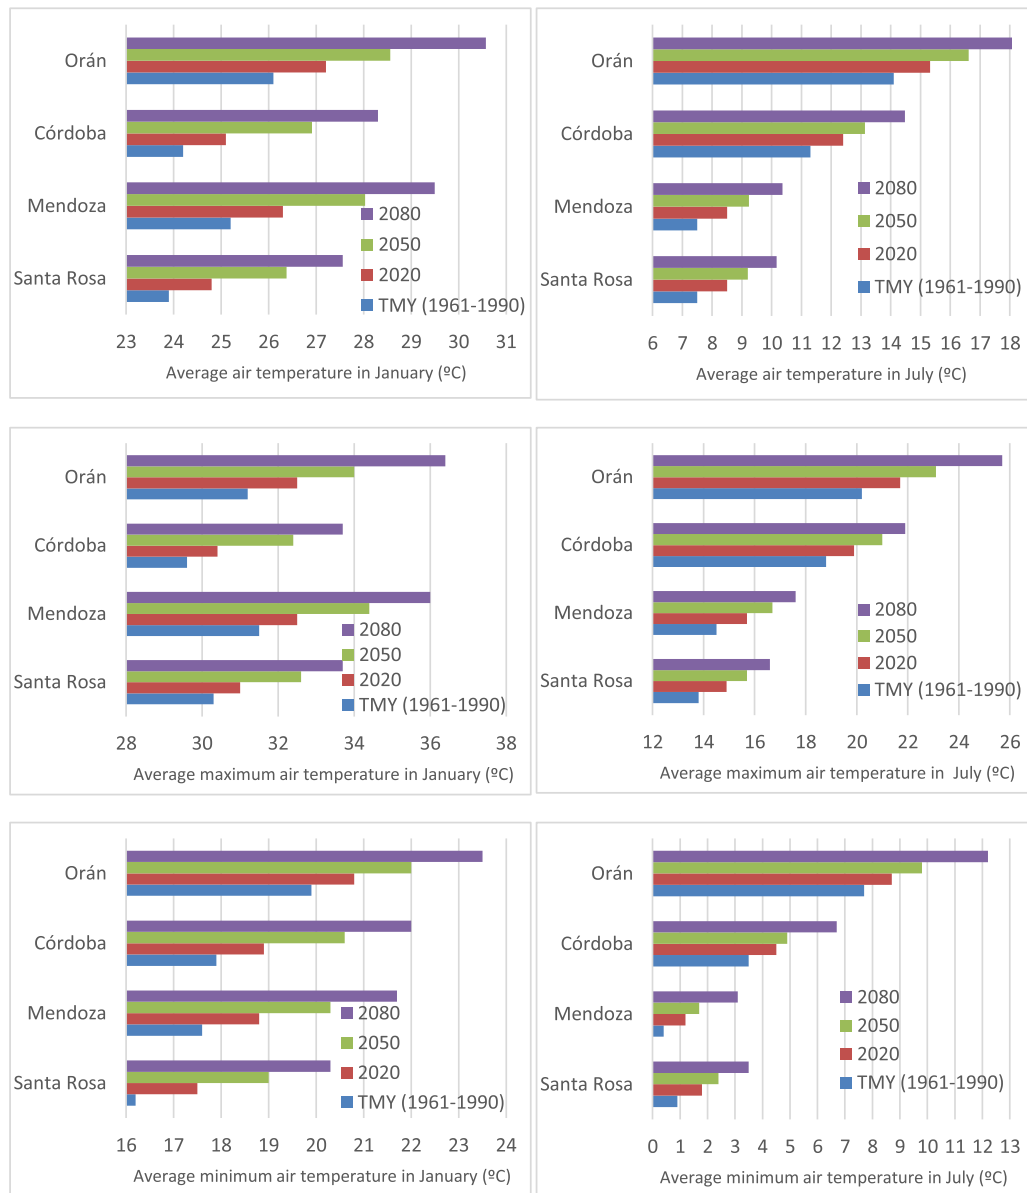 Orán
Córdoba
Mendoza
Santa Rosa
2080
2050
2020
TMY (1961-1990)
23 24 25 26 27 28 29 30 31
Average air temperature in January (ºC)
Orán
Córdoba
Mendoza
Santa Rosa
2080
2050
2020
TMY (1961-1990)
6 7 8 9 10 11 12 13 14 15 16 17 18
Average air temperature in July (ºC)
Orán
Córdoba
Mendoza
Santa Rosa
2080
2050
2020
TMY (1961-1990)
28 30 32 34 36 38
Average maximum air temperature in January (ºC)
Orán
Córdoba
Mendoza
Santa Rosa
2080
2050
2020
TMY (1961-1990)
12 14 16 18 20 22 24 26
Average maximum air temperature in July (ºC)
Orán
Córdoba
Mendoza
Santa Rosa
2080
2050
2020
TMY (1961-1990)
16 17 18 19 20 21 22 23 24
Average minimum air temperature in January (ºC)
Orán
Córdoba
Mendoza
Santa Rosa
2080
2050
2020
TMY (1961-1990)
0 1 2 3 4 5 6 7 8 9 10 11 12 13
Average minimum air temperature in July (ºC)